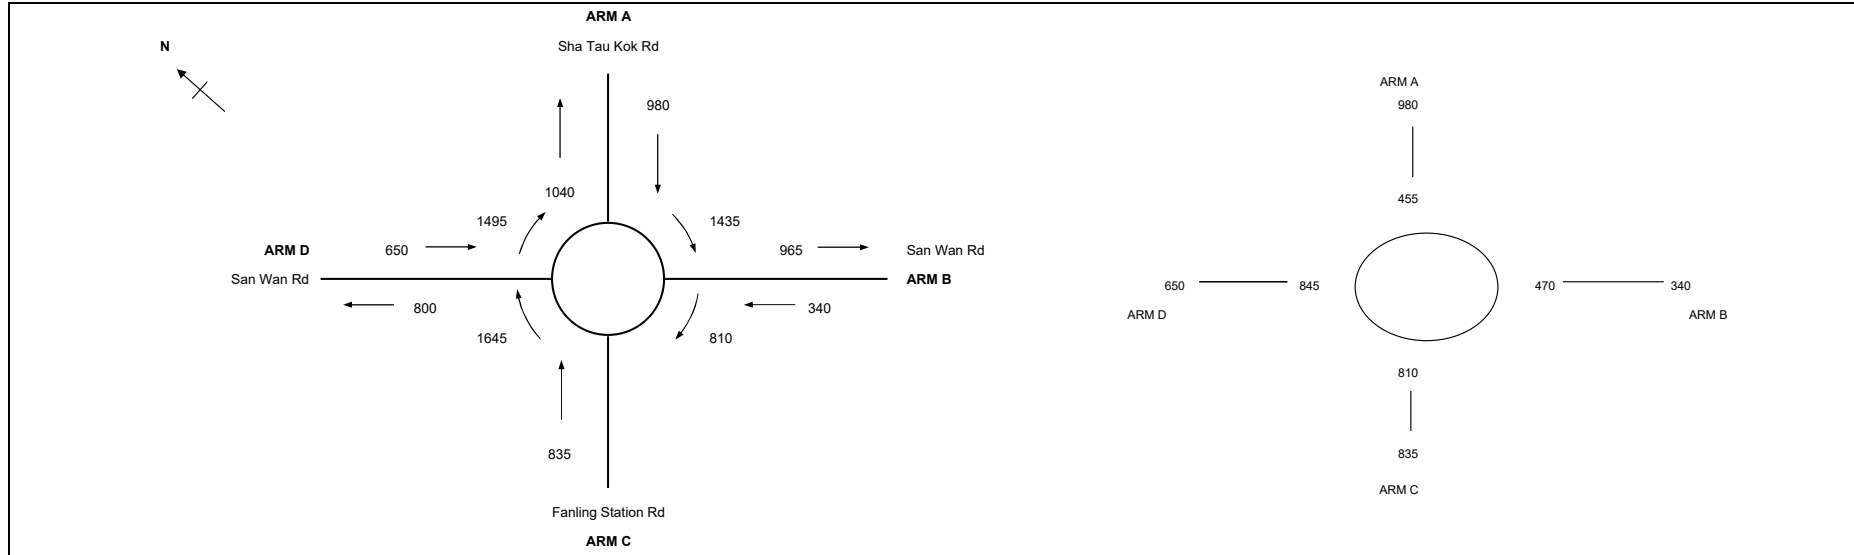 ARM A
Sha Tau Kok Rd
N
980
1040
1495
1435
ARM D
650
965
San Wan Rd
San Wan Rd
ARM B
800
340
1645
810
835
Fanling Station Rd
ARM C
ARM A
980
455
650
845
470
340
ARM D
ARM B
810
835
ARM C